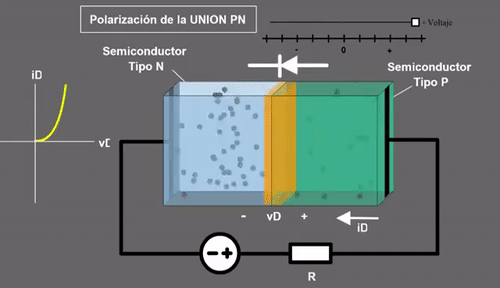 Polarización de la UNION PN
+ Voltaje
- 0 +
Semiconductor
Tipo N
Semiconductor
Tipo P
iD
vD
- vD +
iD
- +
R